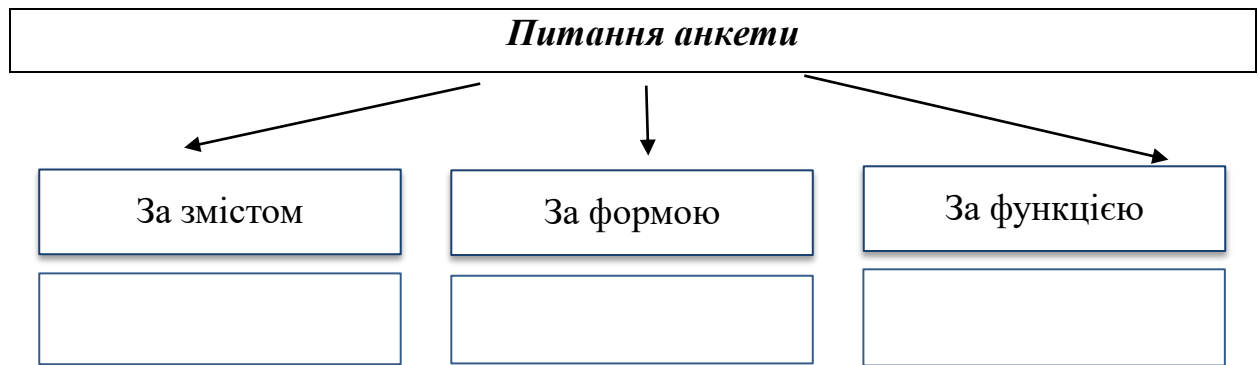 Питання анкети
За змістом
За формою
За функцією